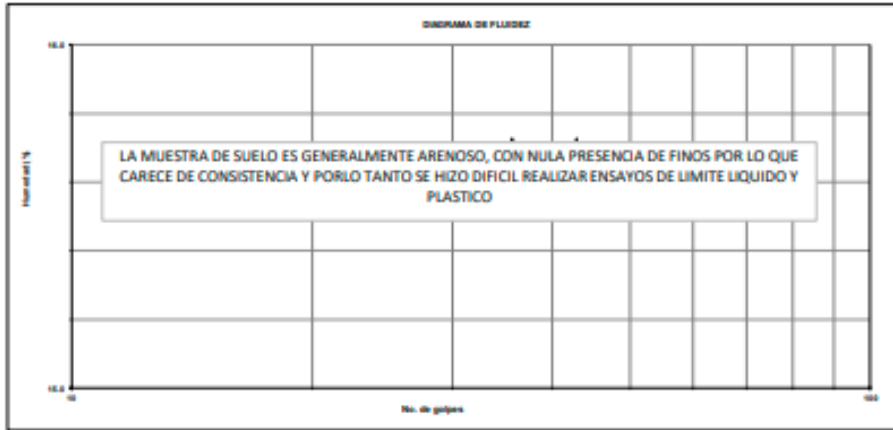 DIAGRAMA DE FLUIDEZ
LA MUESTRA DE SUELO ES GENERALMENTE ARENOSO, CON NULA PRESENCIA DE FINOS POR LO QUE
CARECE DE CONSISTENCIA Y PORLO TANTO SE HIZO DIFICIL REALIZAR ENSAYOS DE LIMITE LIQUIDO Y
PLASTICO
Humedad %
10
100
No. de golpes